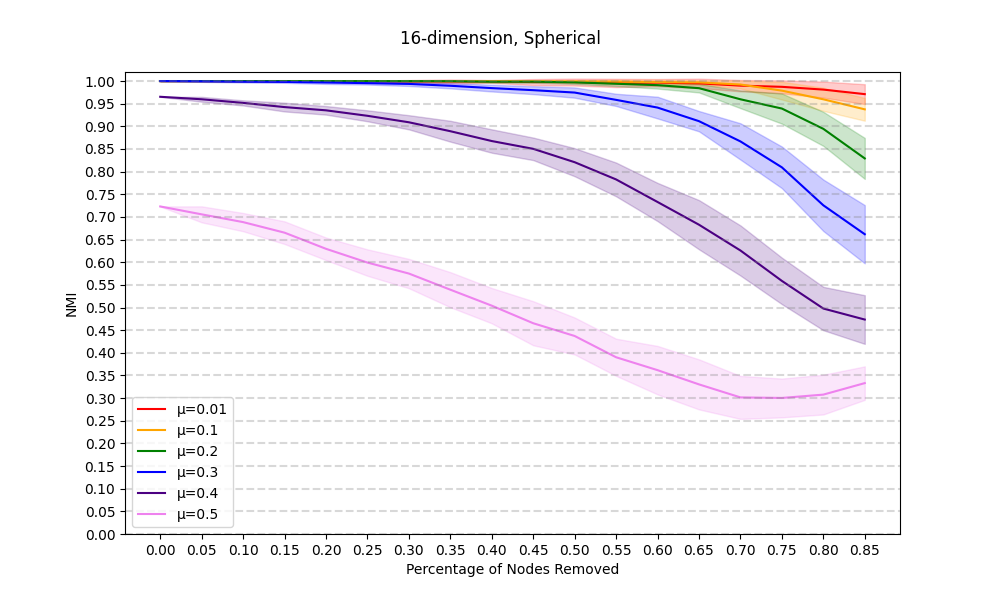 16-dimension, Spherical
1.00
0.95
0.90
0.85
0.80
0.75
0.70
0.65
0.60
0.55
0.50
0.45
0.40
0.35
0.30
0.25
0.20
0.15
0.10
0.05
0.00
NMI
μ=0.01
μ=0.1
μ=0.2
μ=0.3
μ=0.4
μ=0.5
0.00 0.05 0.10 0.15 0.20 0.25 0.30 0.35 0.40 0.45 0.50 0.55 0.60 0.65 0.70 0.75 0.80 0.85
Percentage of Nodes Removed